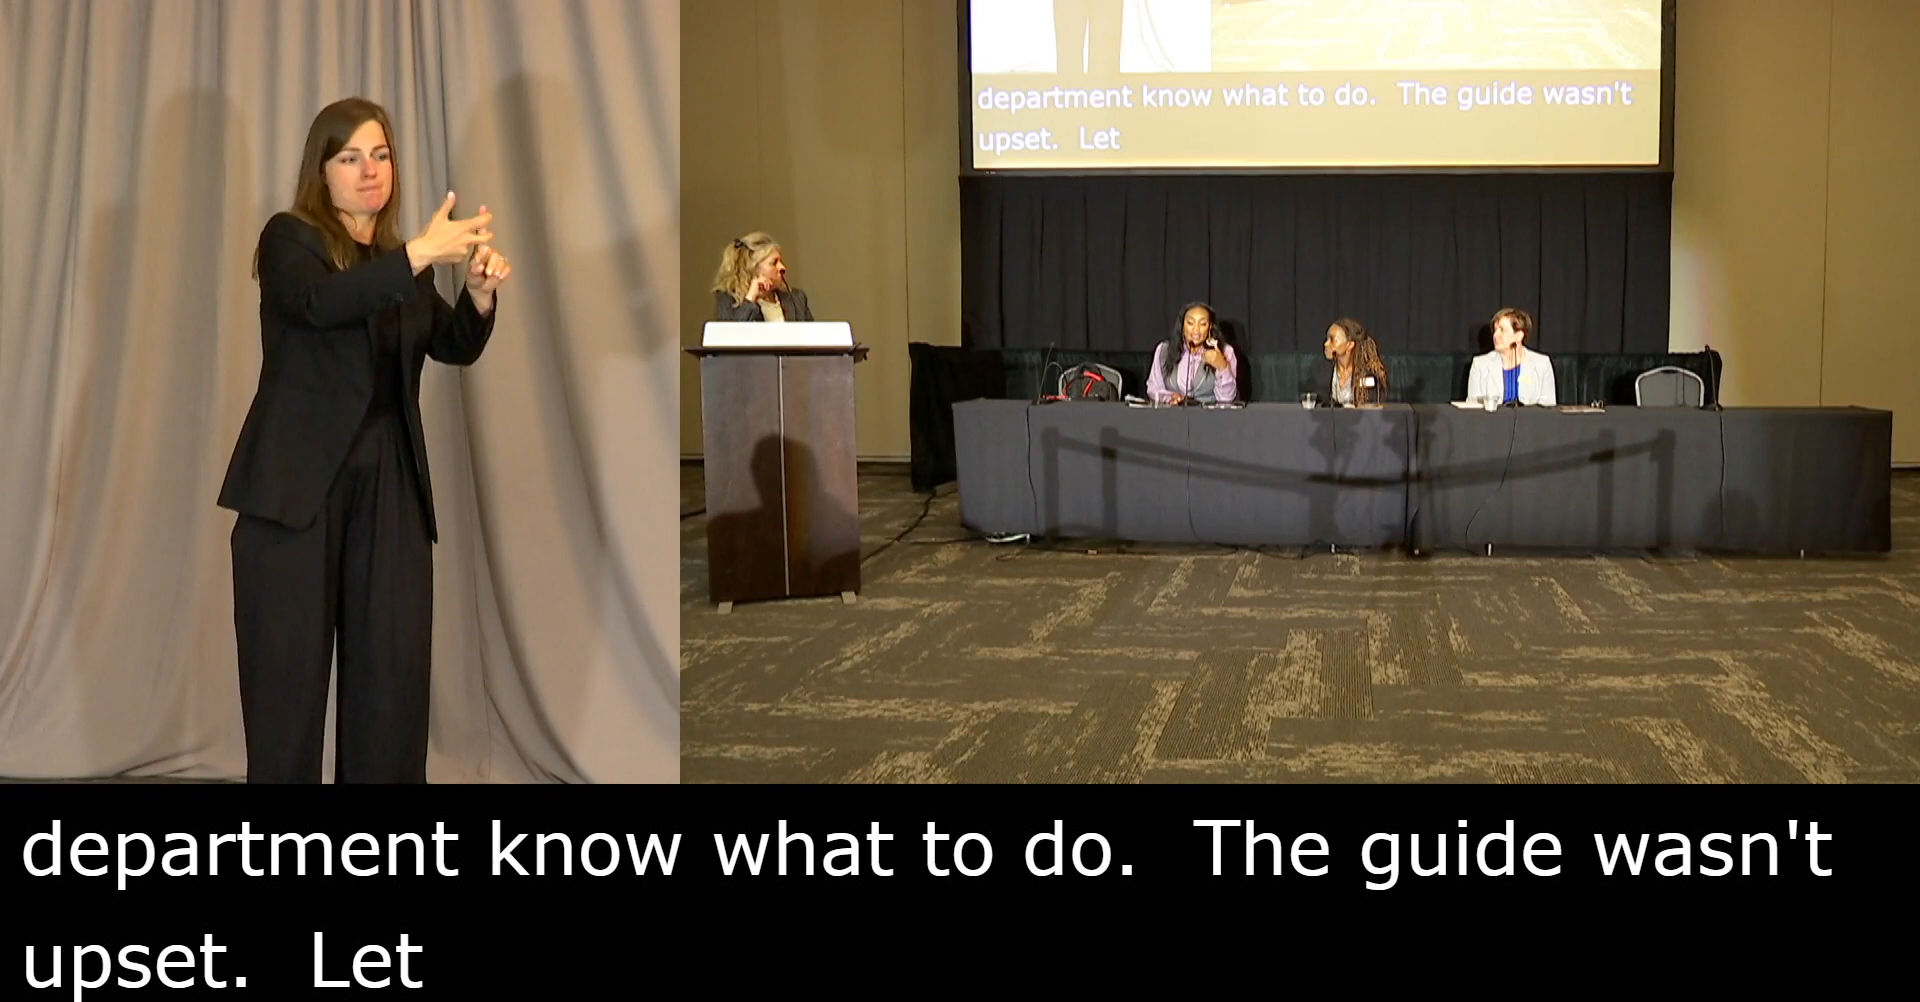 department know what to do.  The guide wasn't
upset.  Let
department know what to do.  The guide wasn't
upset.  Let